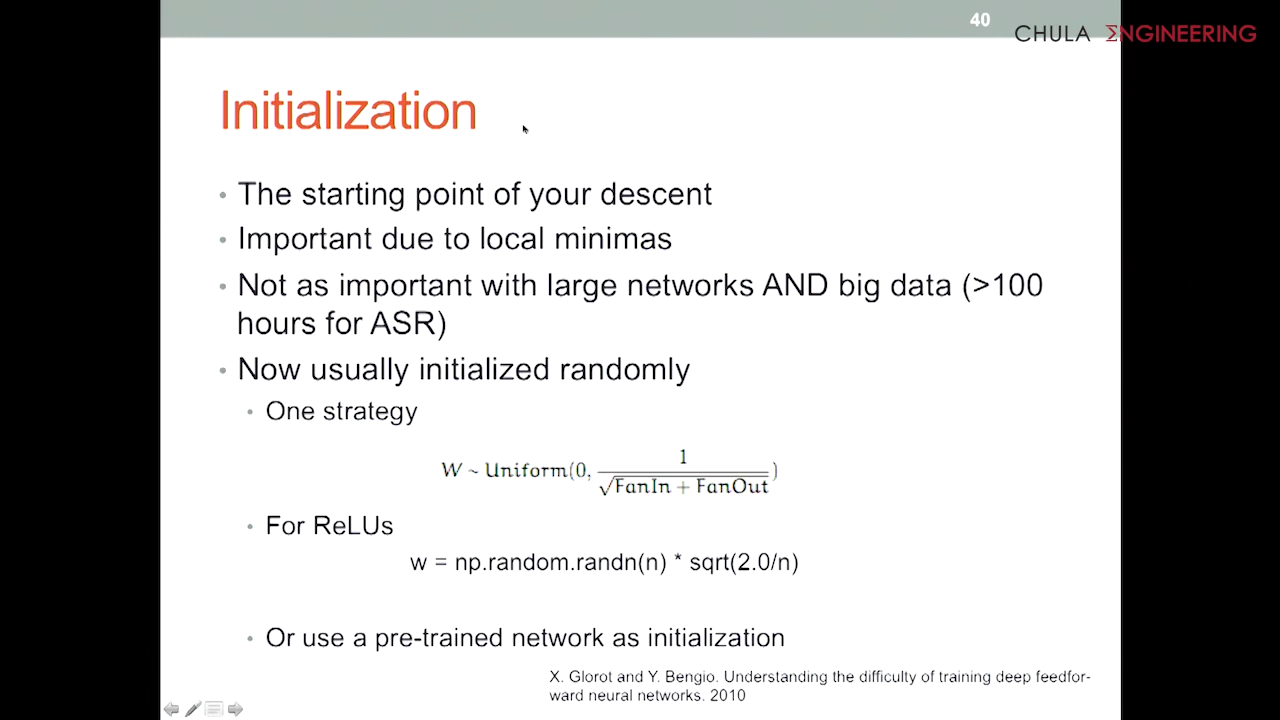 40
CHULA ΣNGINEERING
Initialization
• The starting point of your descent
• Important due to local minimas
• Not as important with large networks AND big data (>100
hours for ASR)
• Now usually initialized randomly
• One strategy
W ~ Uniform(0, 1 / √FanIn + FanOut)
• For ReLUs
w = np.random.randn(n) * sqrt(2.0/n)
• Or use a pre-trained network as initialization
X. Glorot and Y. Bengio. Understanding the difficulty of training deep feedfor-
ward neural networks. 2010